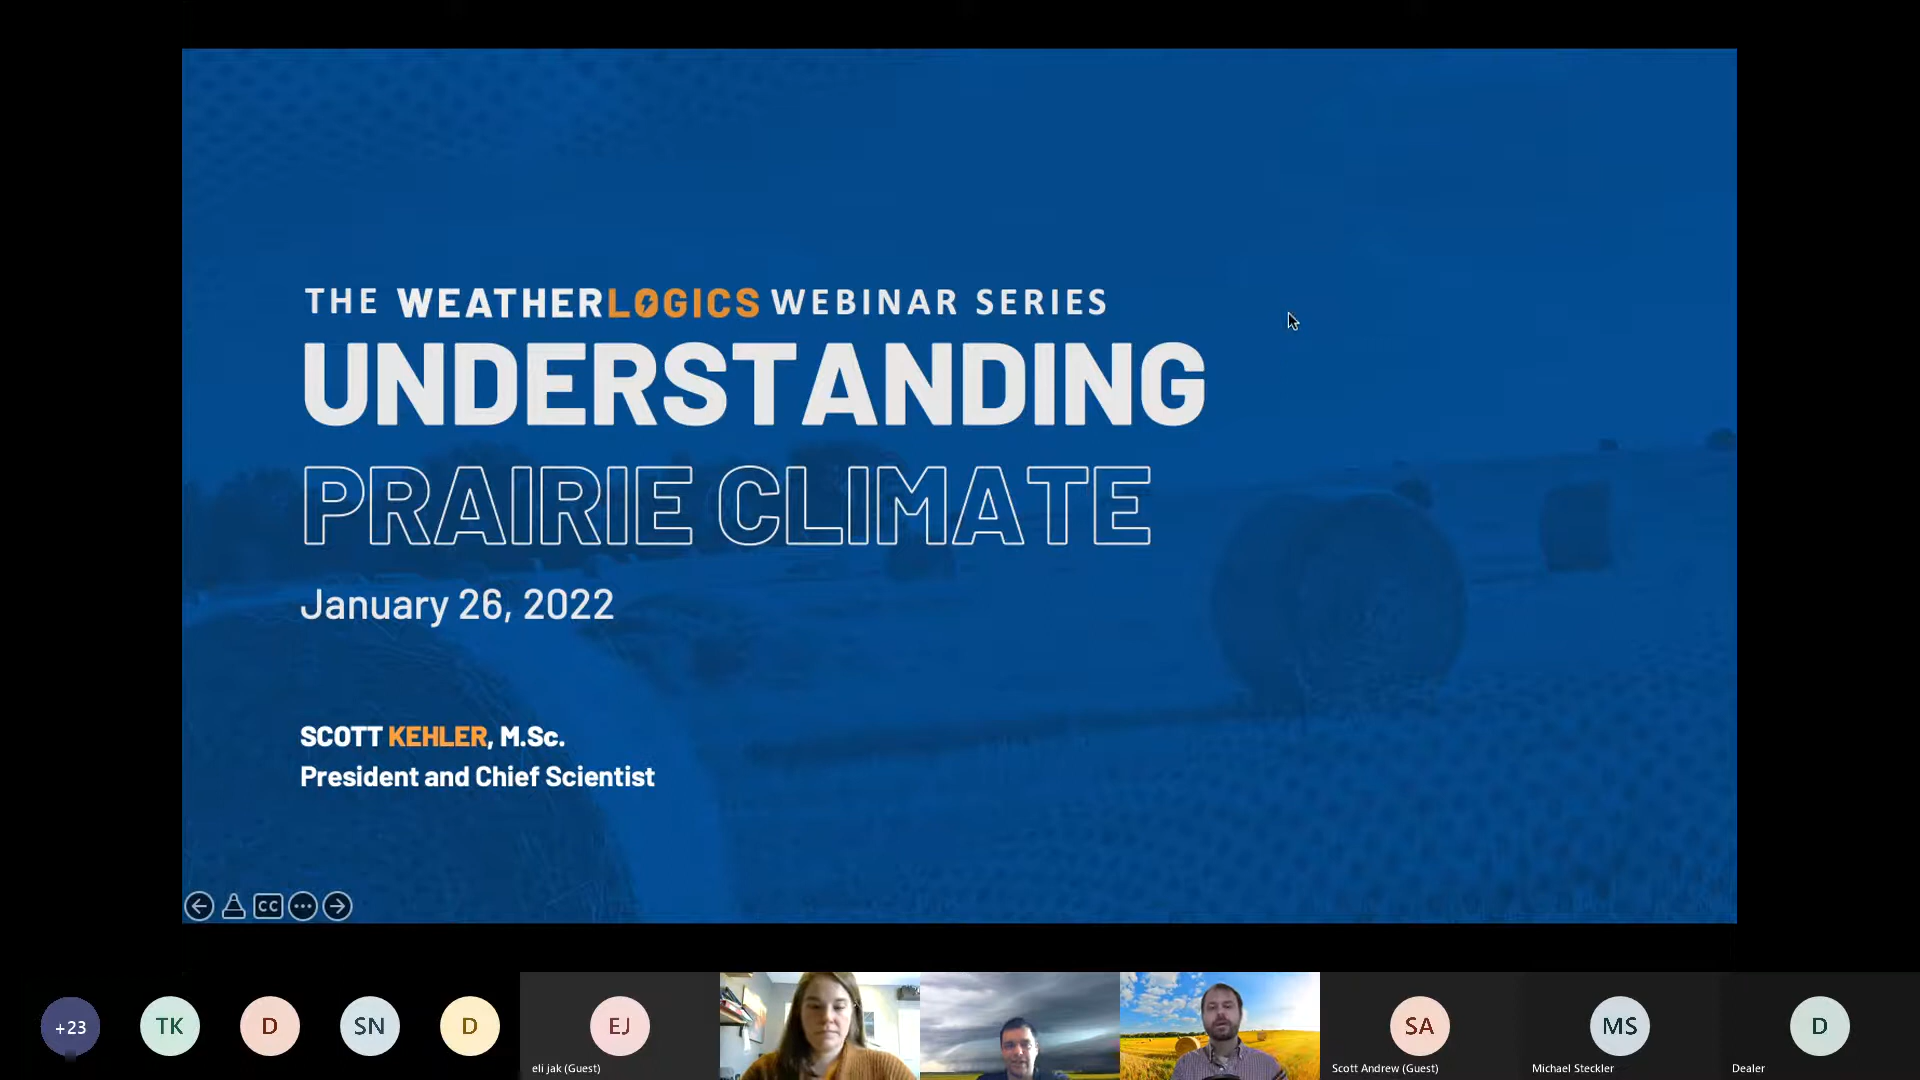 THE WEATHERLOGICS WEBINAR SERIES
UNDERSTANDING
PRAIRIE CLIMATE
January 26, 2022
SCOTT KEHLER, M.Sc.
President and Chief Scientist
CC
+23
TK
D
SN
D
EJ
SA
MS
D
eli jak (Guest)
Scott Andrew (Guest)
Michael Steckler
Dealer